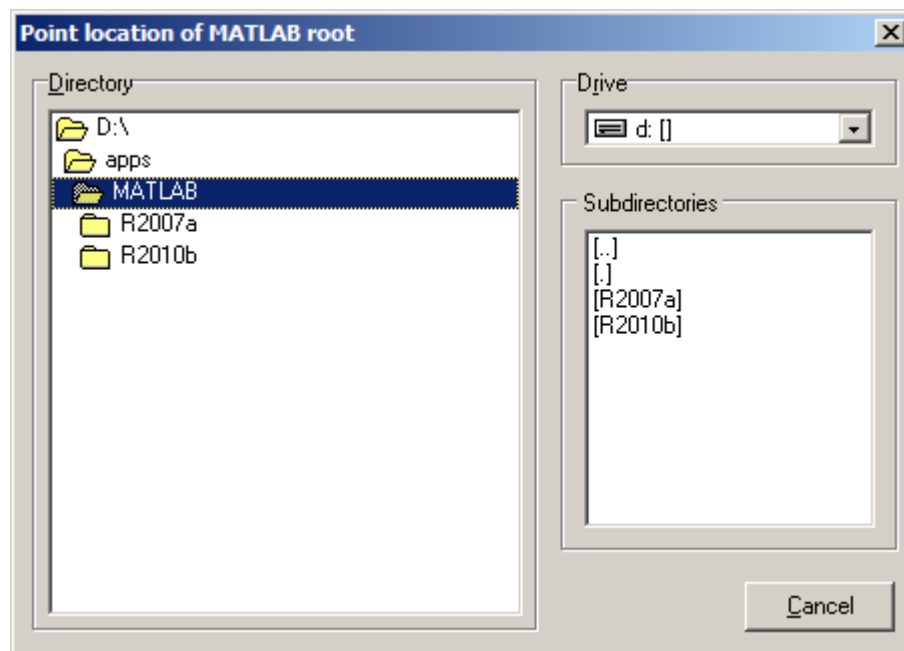 Point location of MATLAB root
Directory
D:\
apps
MATLAB
R2007a
R2010b
Drive
d: []
Subdirectories
[..]
[.]
[R2007a]
[R2010b]
Cancel